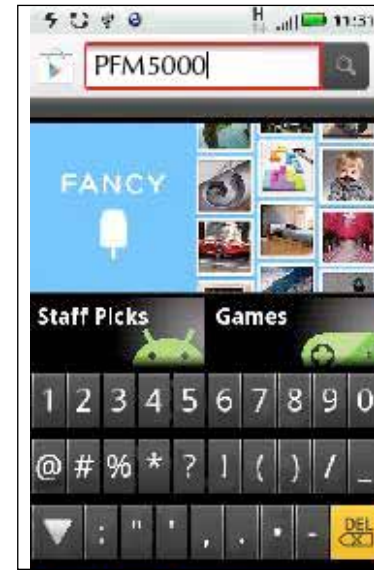 H 11:31
PFM5000
FANCY
Staff Picks Games
1 2 3 4 5 6 7 8 9 0
@ # % * ? ! ( ) / _
: " ' , . • - DEL